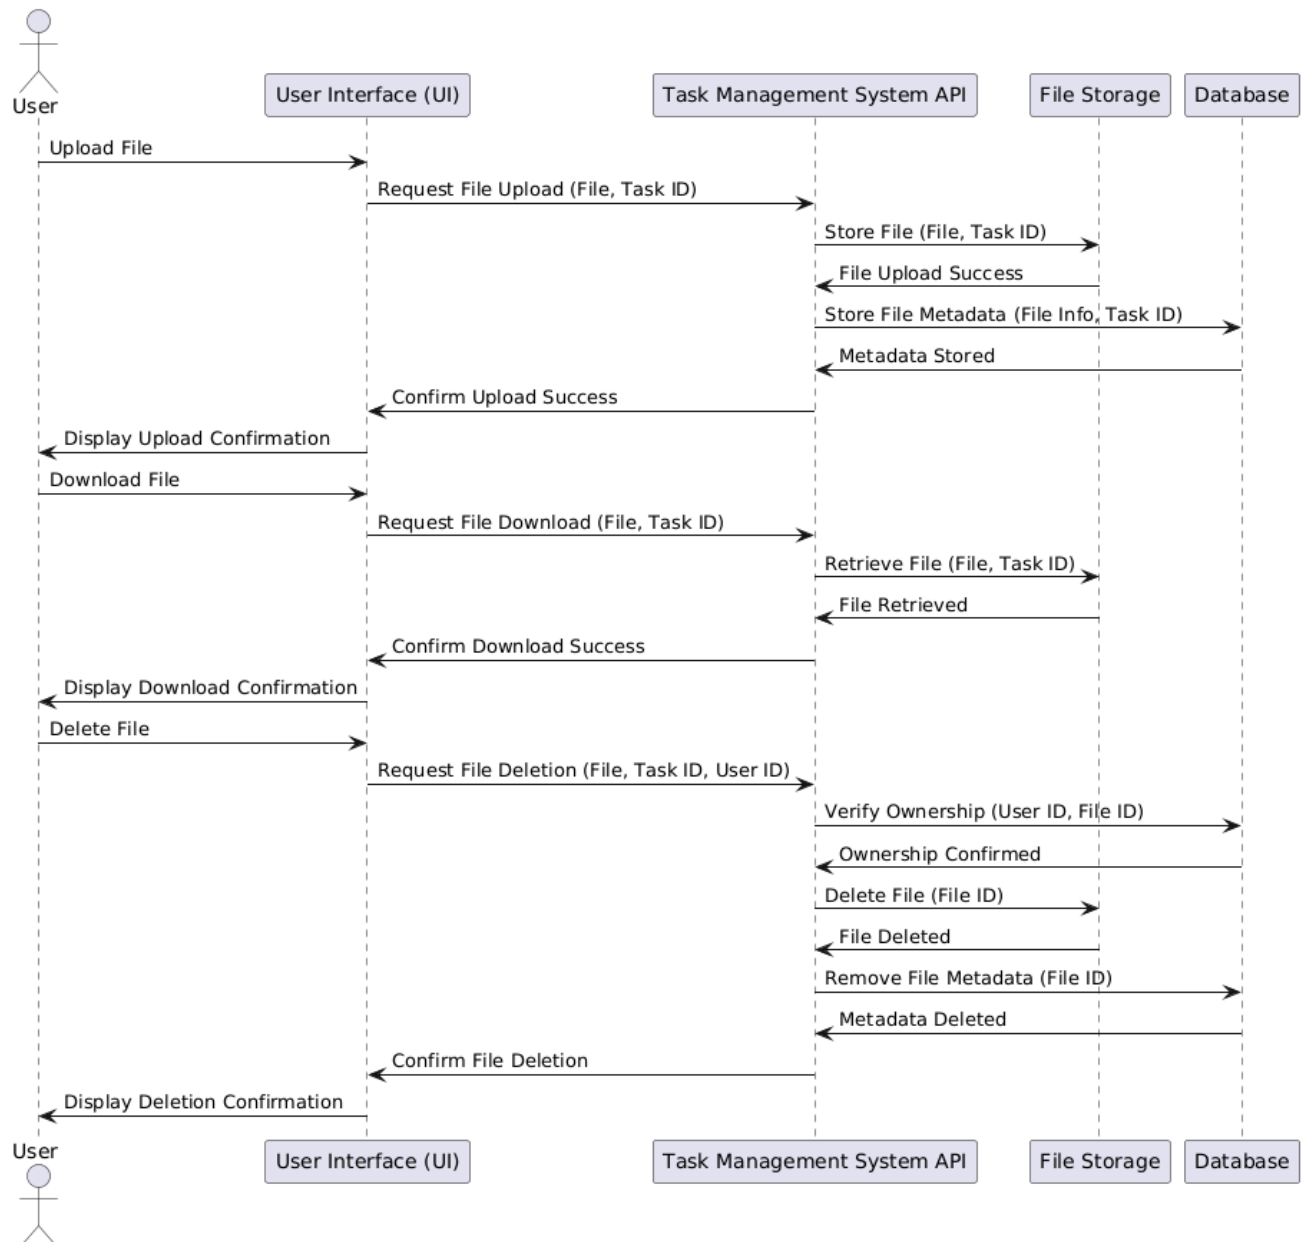 User
User Interface (UI)
Task Management System API
File Storage
Database
Upload File
Request File Upload (File, Task ID)
Store File (File, Task ID)
File Upload Success
Store File Metadata (File Info, Task ID)
Metadata Stored
Confirm Upload Success
Display Upload Confirmation
Download File
Request File Download (File, Task ID)
Retrieve File (File, Task ID)
File Retrieved
Confirm Download Success
Display Download Confirmation
Delete File
Request File Deletion (File, Task ID, User ID)
Verify Ownership (User ID, File ID)
Ownership Confirmed
Delete File (File ID)
File Deleted
Remove File Metadata (File ID)
Metadata Deleted
Confirm File Deletion
Display Deletion Confirmation
User
User Interface (UI)
Task Management System API
File Storage
Database